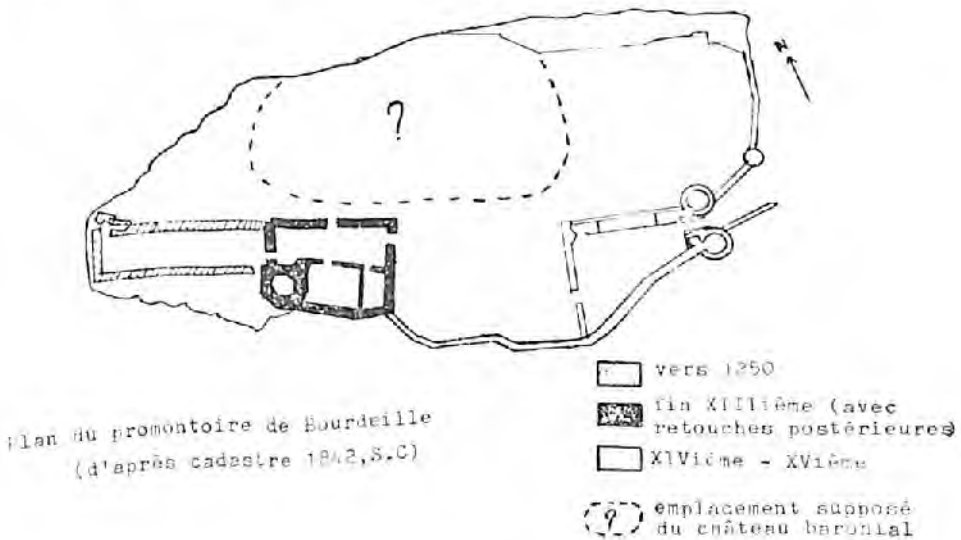 ?
N
vers 1250
fin XIIIième (avec
retouches postérieures)
XIVième - XVième
? emplacement supposé
du château baronial
Plan du promontoire de Bourdeille
(d'après cadastre 1842, S.C)